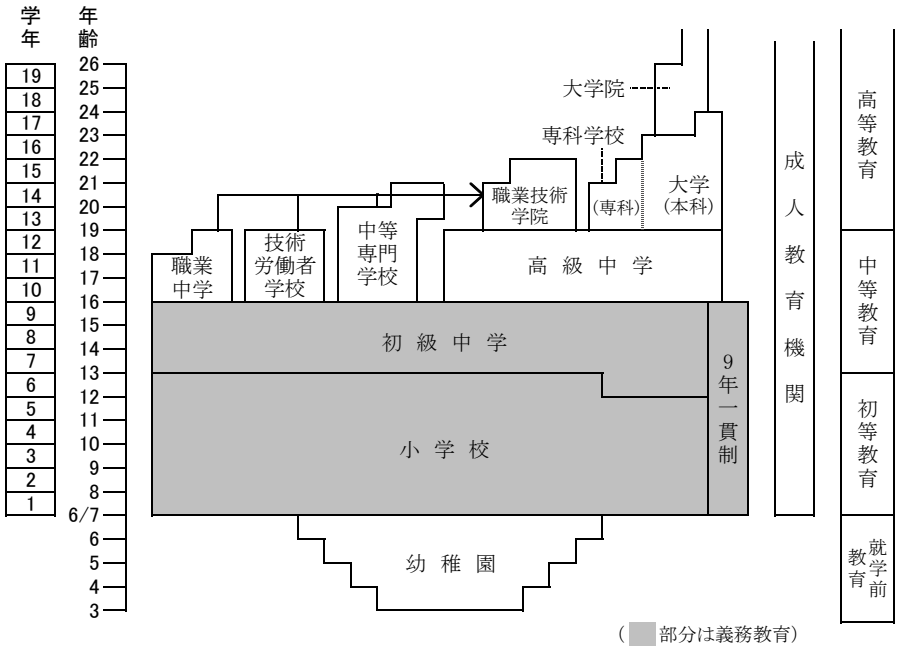 学年
年齢
19
18
17
16
15
14
13
12
11
10
9
8
7
6
5
4
3
2
1
26
25
24
23
22
21
20
19
18
17
16
15
14
13
12
11
10
9
8
6/7
6
5
4
3
大学院
専科学校
職業技術
学院
(専科)
大学
(本科)
職業
中学
技術
労働者
学校
中等
専門
学校
高級中学
初級中学
小学校
9年一貫制
幼稚園
成人教育機関
高等教育
中等教育
初等教育
就学前
教育
( 部分は義務教育)